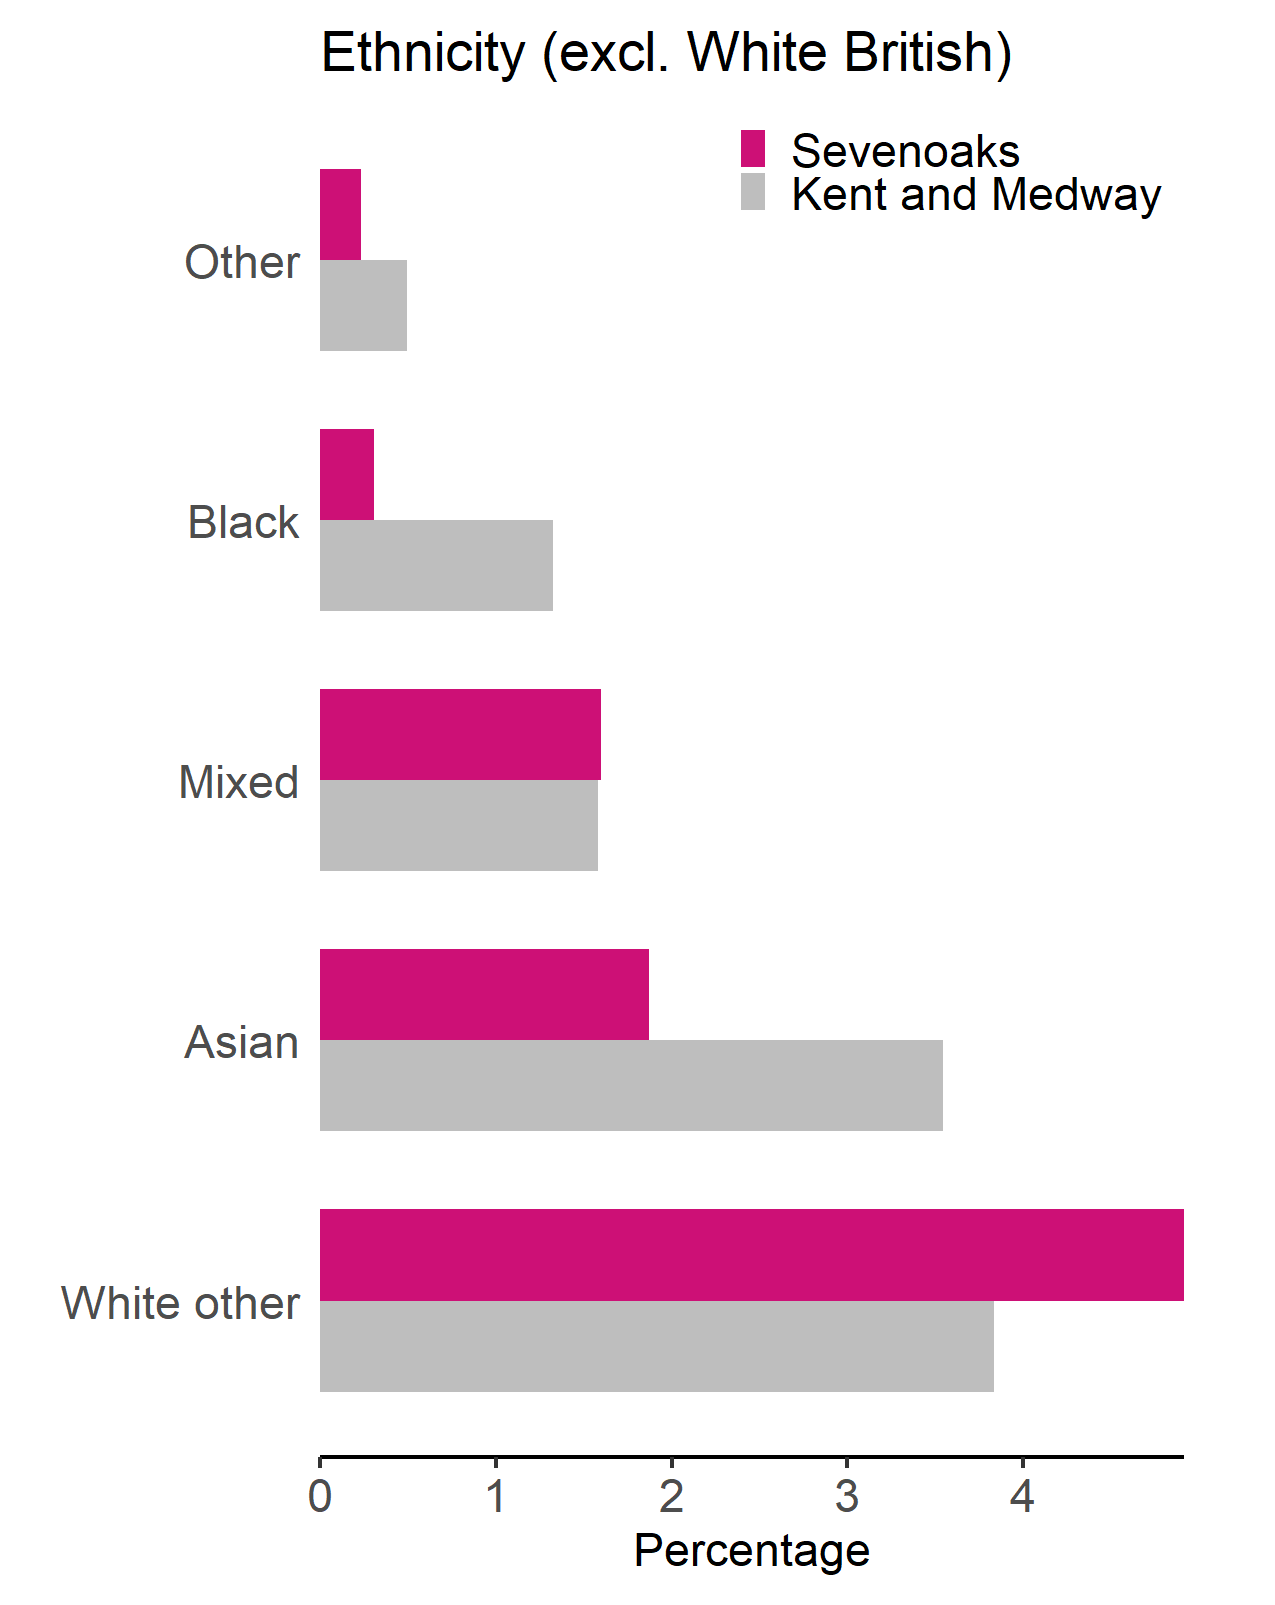 Ethnicity (excl. White British)
Sevenoaks
Kent and Medway
Other
Black
Mixed
Asian
White other
0 1 2 3 4
Percentage